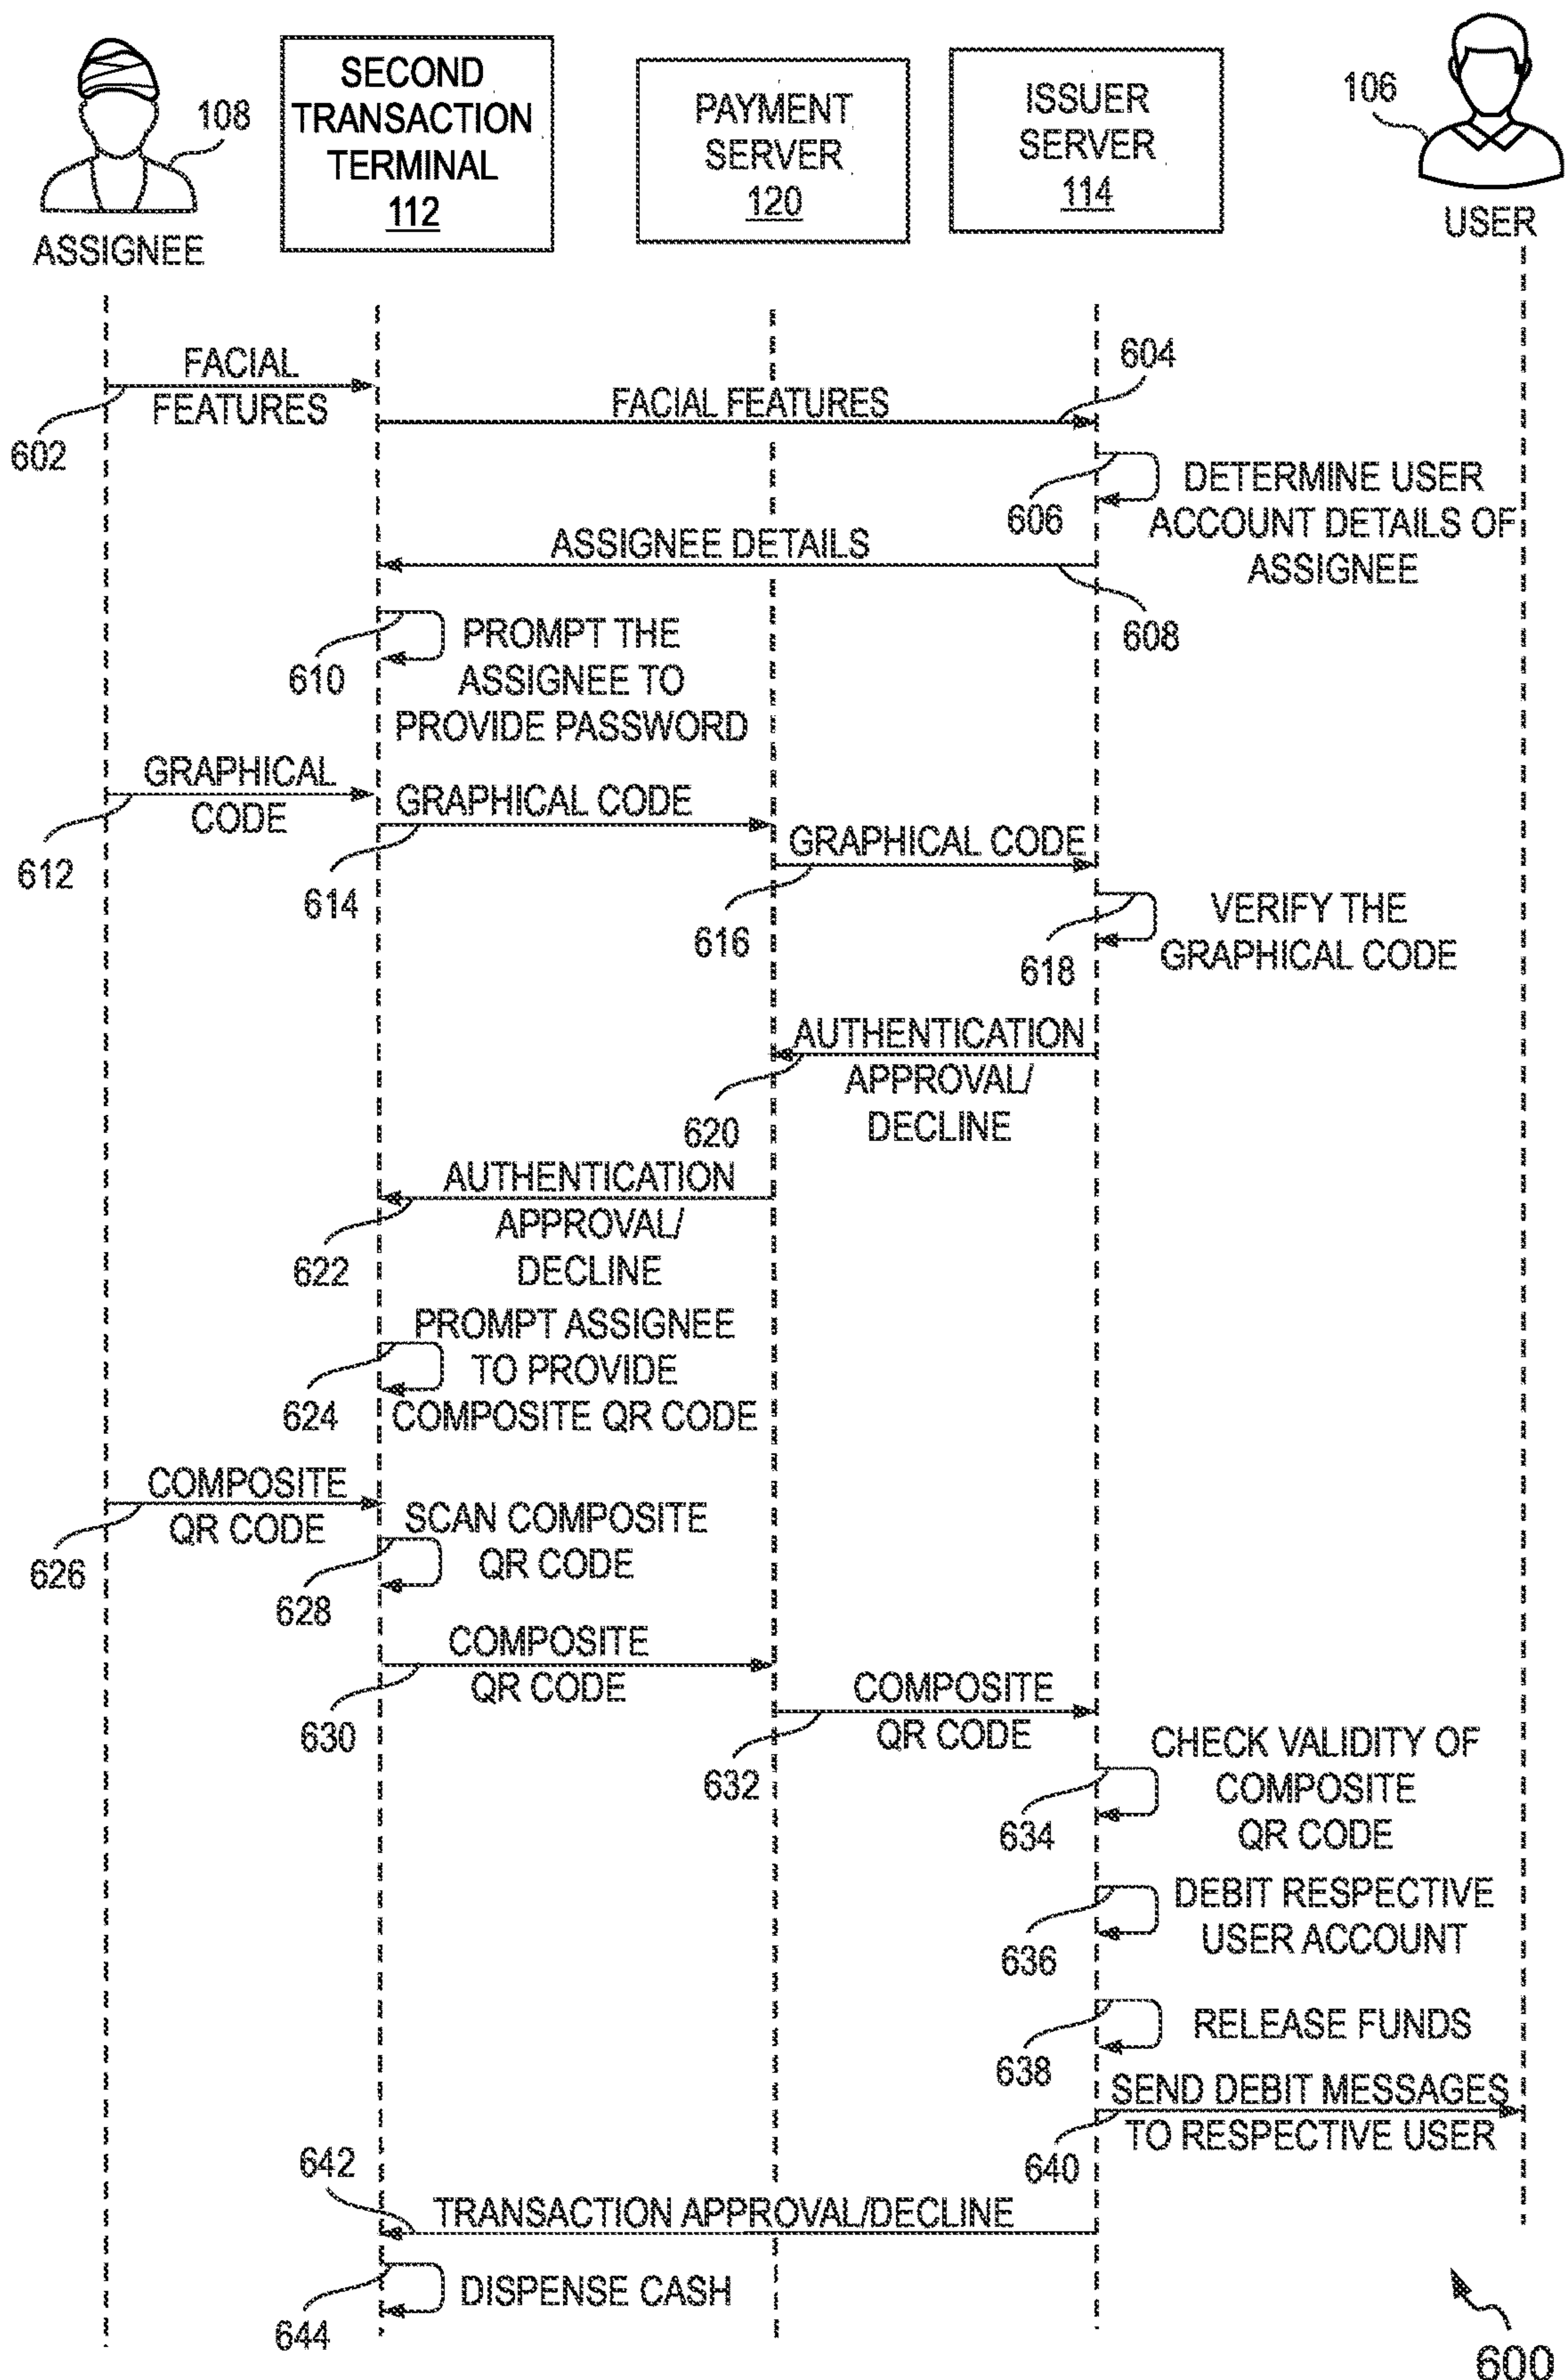 108
ASSIGNEE
SECOND
TRANSACTION
TERMINAL
112
PAYMENT
SERVER
120
ISSUER
SERVER
114
106
USER
FACIAL
FEATURES
602
FACIAL FEATURES
604
606
DETERMINE USER
ACCOUNT DETAILS OF
ASSIGNEE
ASSIGNEE DETAILS
608
610
PROMPT THE
ASSIGNEE TO
PROVIDE PASSWORD
GRAPHICAL
CODE
612
GRAPHICAL CODE
614
GRAPHICAL CODE
616
618
VERIFY THE
GRAPHICAL CODE
AUTHENTICATION
APPROVAL/
DECLINE
620
AUTHENTICATION
APPROVAL/
DECLINE
622
PROMPT ASSIGNEE
TO PROVIDE
COMPOSITE QR CODE
624
COMPOSITE
QR CODE
626
SCAN COMPOSITE
QR CODE
628
COMPOSITE
QR CODE
630
COMPOSITE
QR CODE
632
CHECK VALIDITY OF
COMPOSITE
QR CODE
634
DEBIT RESPECTIVE
USER ACCOUNT
636
RELEASE FUNDS
638
SEND DEBIT MESSAGES
TO RESPECTIVE USER
640
642
TRANSACTION APPROVAL/DECLINE
DISPENSE CASH
644
600